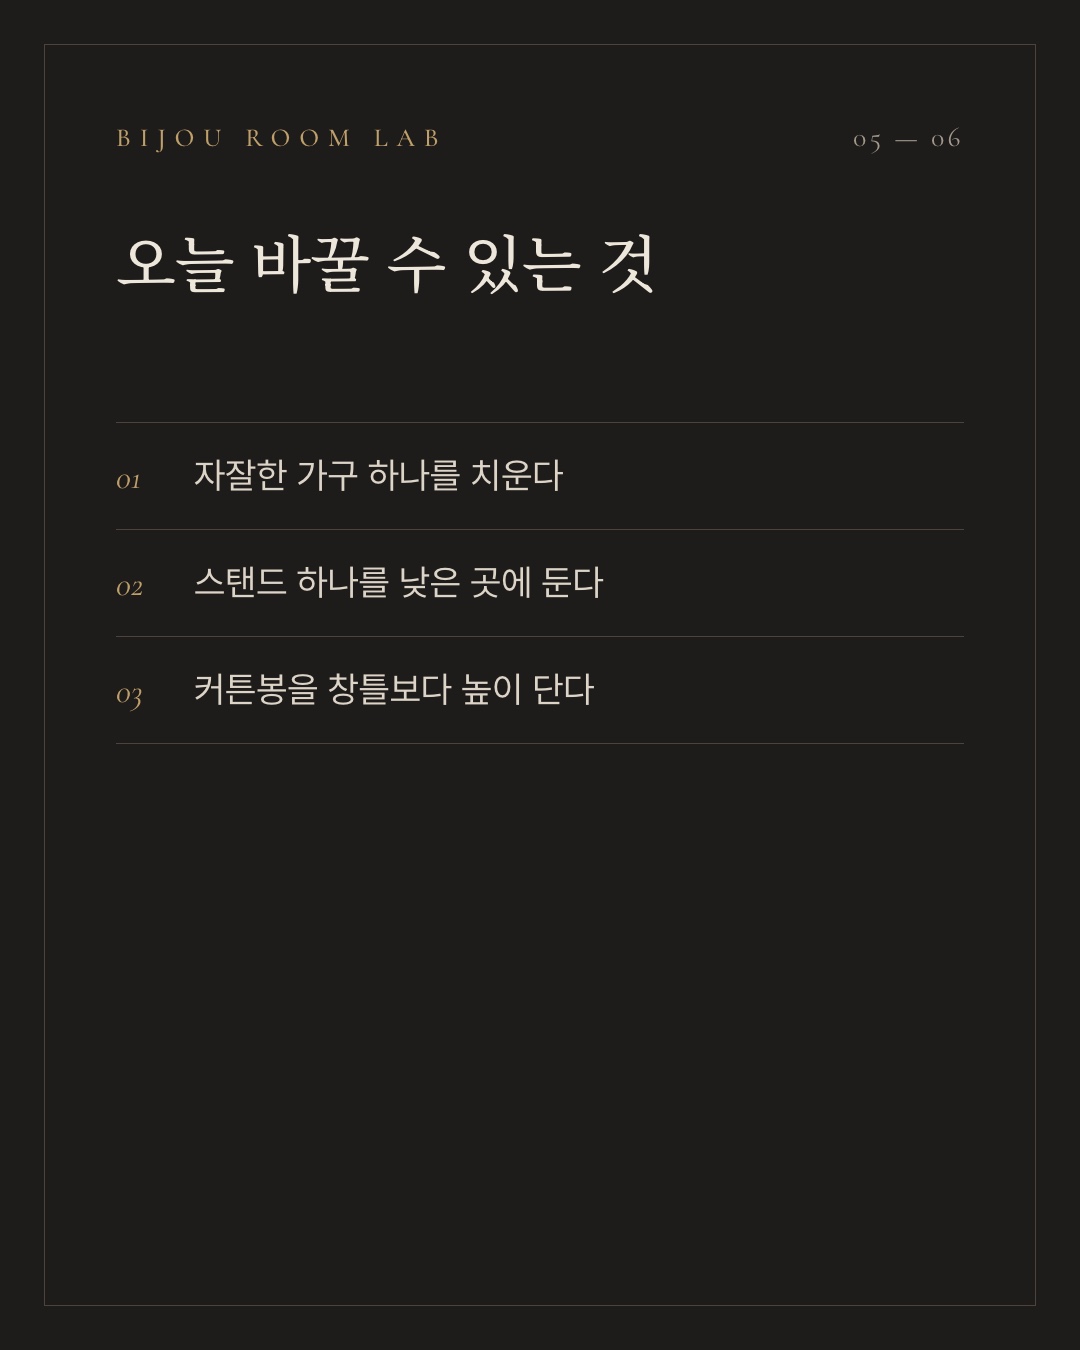 BIJOU ROOM LAB
05 — 06
오늘 바꿀 수 있는 것
01 자잘한 가구 하나를 치운다
02 스탠드 하나를 낮은 곳에 둔다
03 커튼봉을 창틀보다 높이 단다